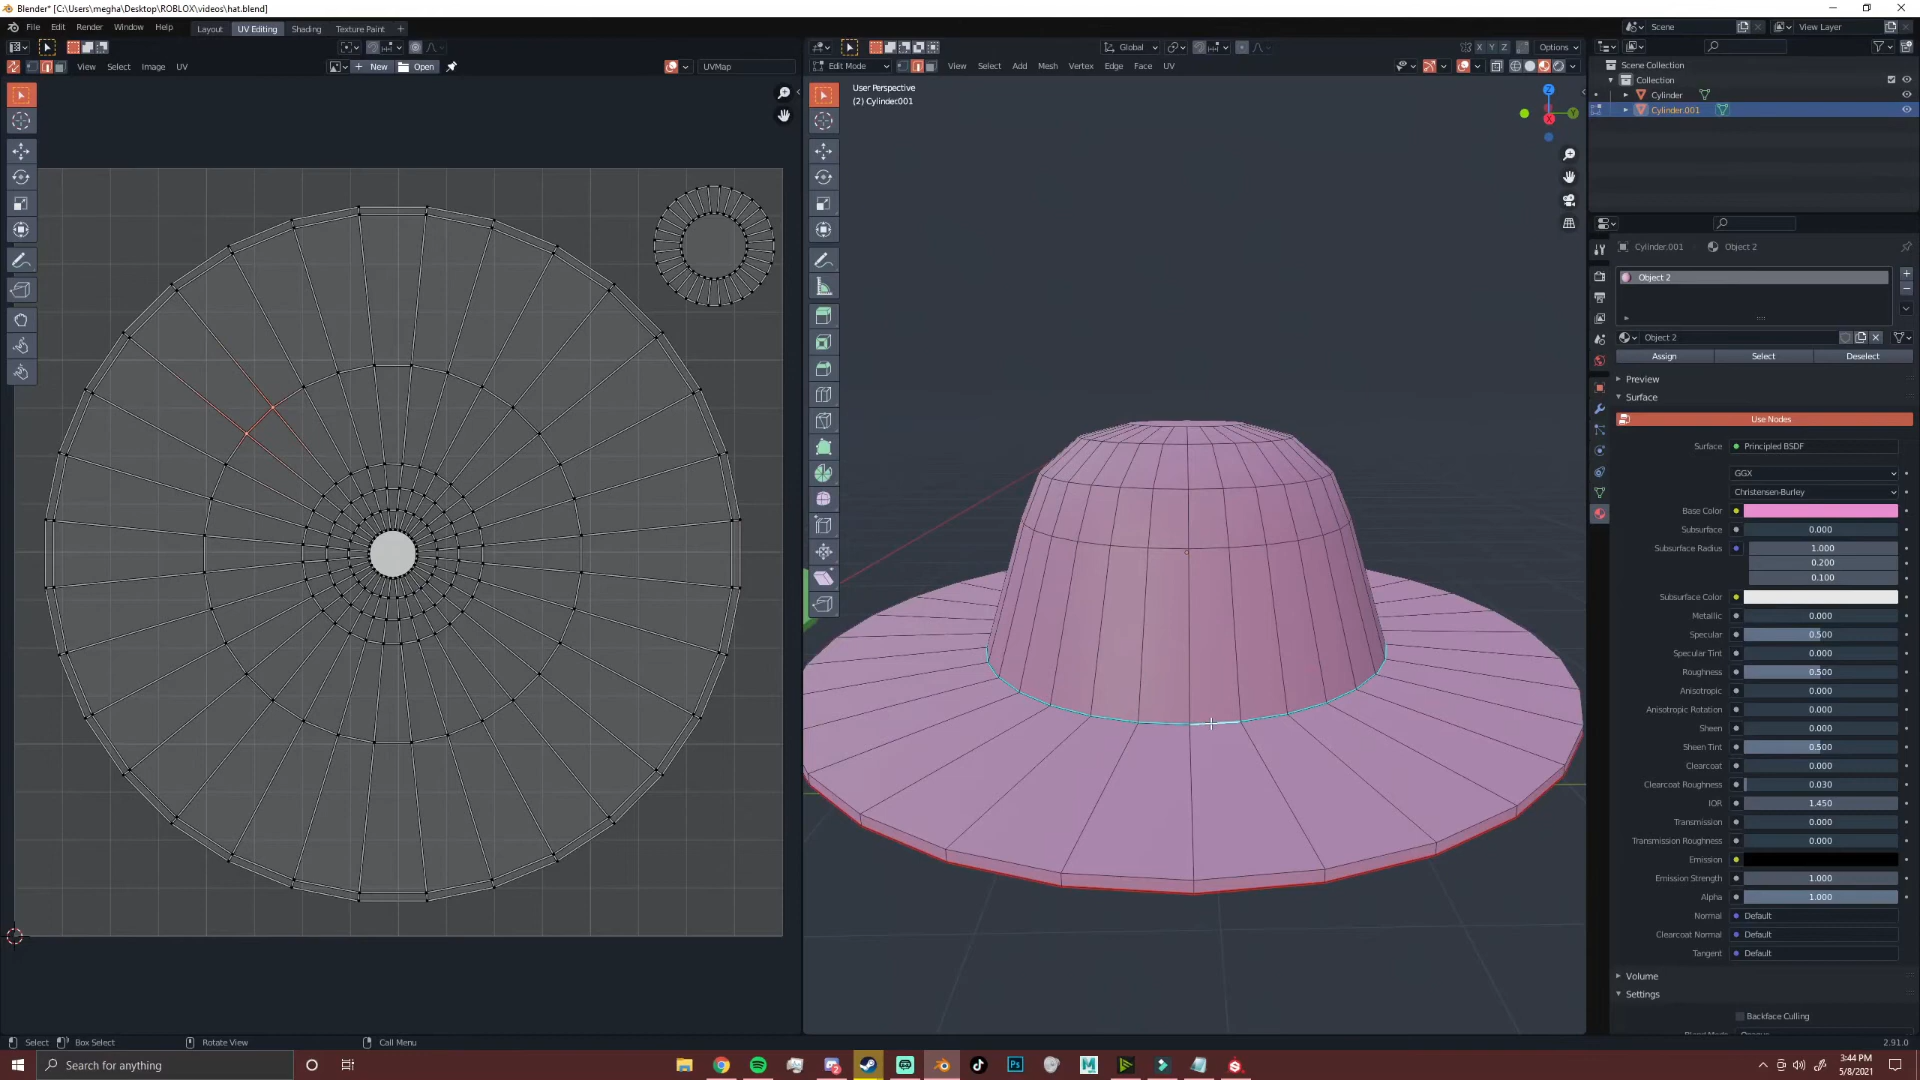 Blender* [C:\Users\megha\Desktop\ROBLOX\videos\hat.blend]
File Edit Render Window Help Layout UV Editing Shading Texture Paint + Scene View Layer
Global Options
View Select Image UV New Open UVMap
Edit Mode View Select Add Mesh Vertex Edge Face UV
User Perspective
(2) Cylinder.001
X Y Z
Scene Collection
Collection
Cylinder
Cylinder.001
Cylinder.001 Object 2
Object 2
Object 2
Assign Select Deselect
Preview
Surface
Use Nodes
Surface Principled BSDF
GGX
Christensen-Burley
Base Color
Subsurface 0.000
Subsurface Radius 1.000
0.200
0.100
Subsurface Color
Metallic 0.000
Specular 0.500
Specular Tint 0.000
Roughness 0.500
Anisotropic 0.000
Anisotropic Rotation 0.000
Sheen 0.000
Sheen Tint 0.500
Clearcoat 0.000
Clearcoat Roughness 0.030
IOR 1.450
Transmission 0.000
Transmission Roughness 0.000
Emission
Emission Strength 1.000
Alpha 1.000
Normal Default
Clearcoat Normal Default
Tangent Default
Volume
Settings
Backface Culling
Select Box Select Rotate View Call Menu 2.91.0
Search for anything
3:44 PM
5/8/2021